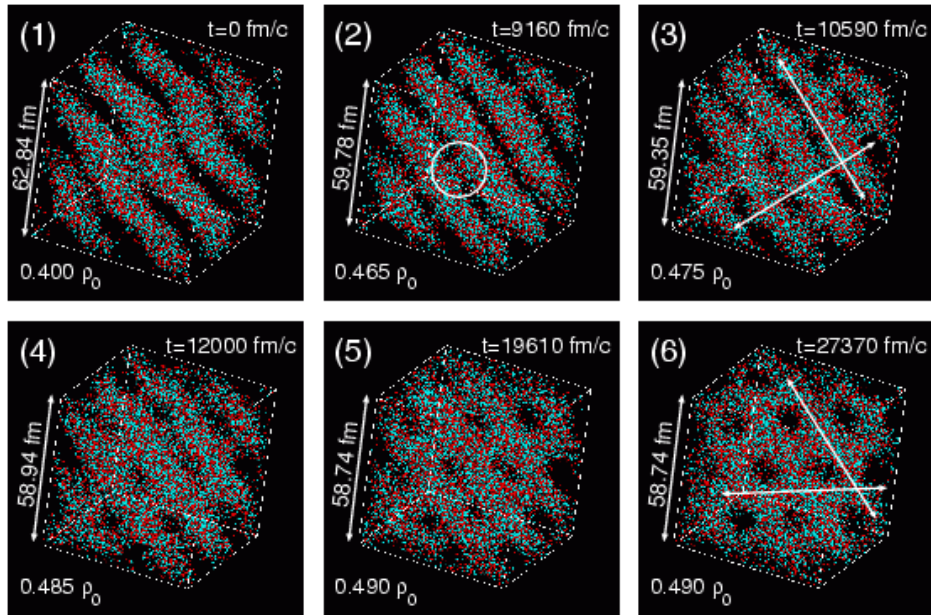 (1) t=0 fm/c
62.84 fm
0.400 ρ0
(2) t=9160 fm/c
59.78 fm
0.465 ρ0
(3) t=10590 fm/c
59.35 fm
0.475 ρ0
(4) t=12000 fm/c
58.94 fm
0.485 ρ0
(5) t=19610 fm/c
58.74 fm
0.490 ρ0
(6) t=27370 fm/c
58.74 fm
0.490 ρ0